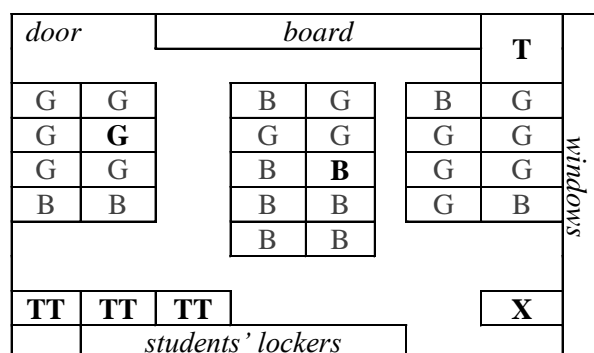 door board T
G G B G B G
G G G G G G
G G B B G G
B B B B G B
B B
windows
TT TT TT X
students' lockers